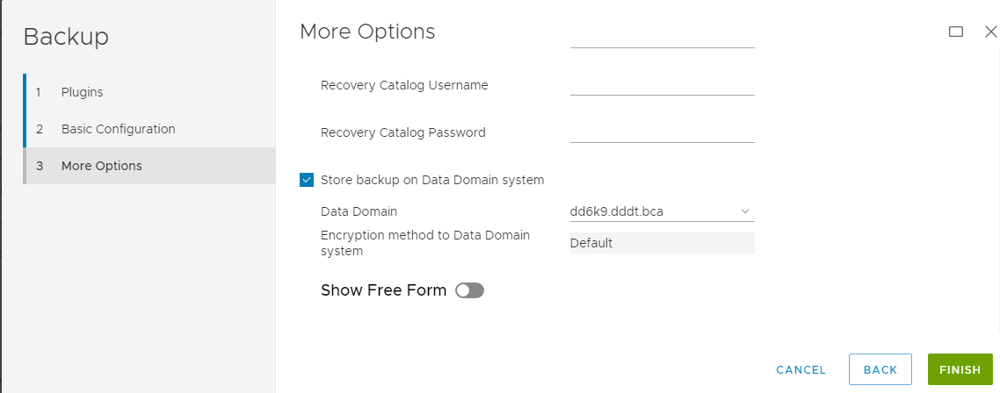 Backup
1 Plugins
2 Basic Configuration
3 More Options
More Options
Recovery Catalog Username
Recovery Catalog Password
Store backup on Data Domain system
Data Domain dd6k9.dddt.bca
Encryption method to Data Domain
system
Default
Show Free Form
CANCEL BACK FINISH